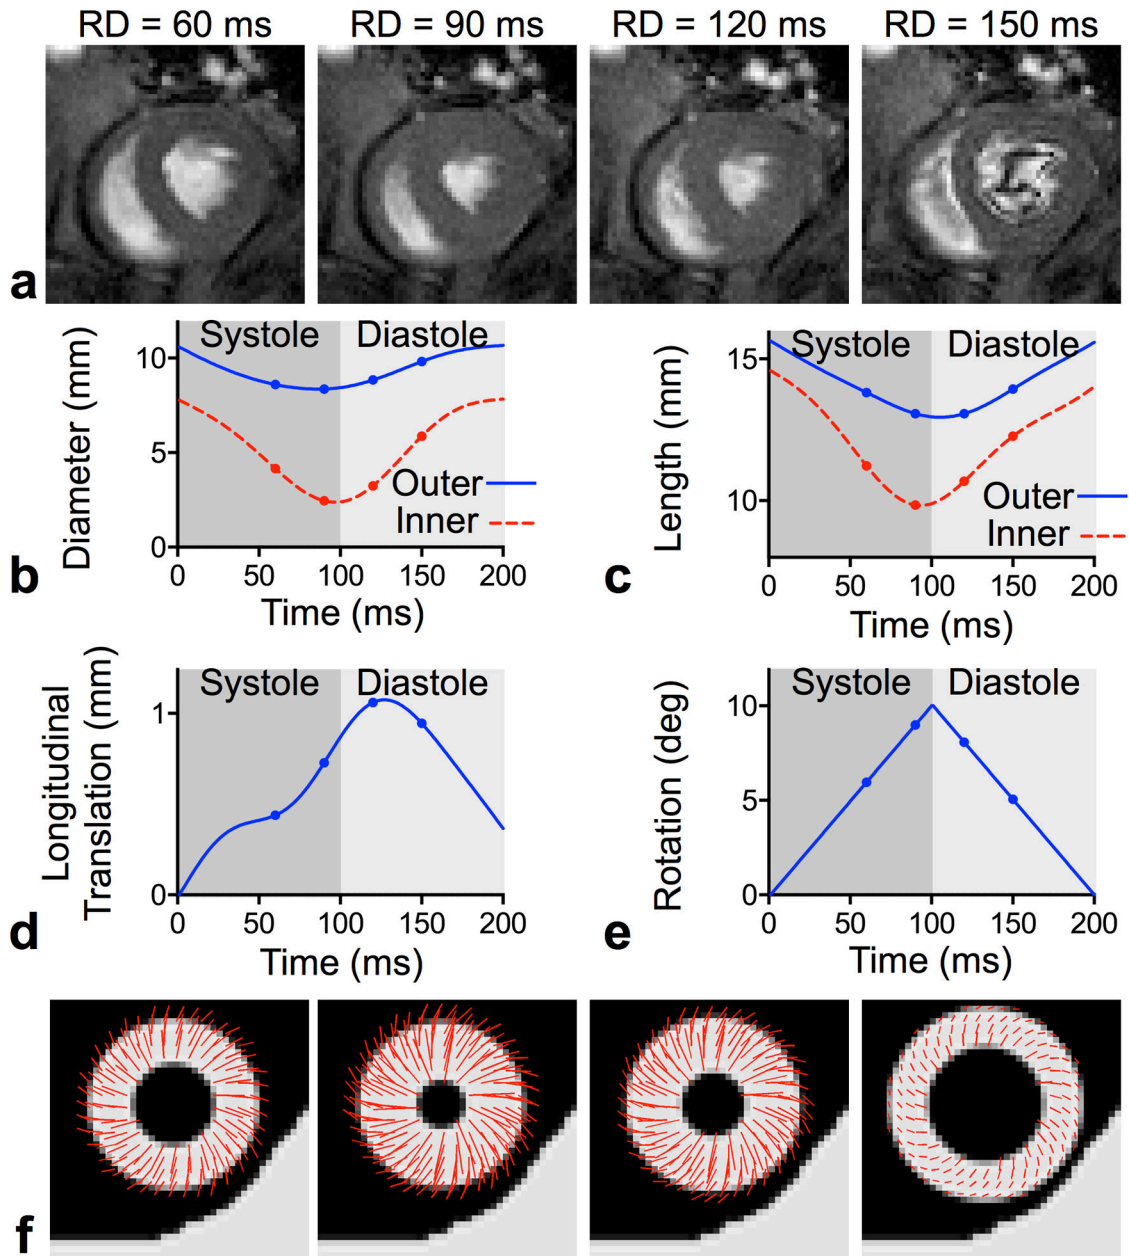 RD = 60 ms
RD = 90 ms
RD = 120 ms
RD = 150 ms
a
Systole
Diastole
10
5
0
Diameter (mm)
Outer
Inner
0 50 100 150 200
Time (ms)
b
Systole
Diastole
15
10
Length (mm)
Outer
Inner
0 50 100 150 200
Time (ms)
c
Systole
Diastole
1
0
Longitudinal
Translation (mm)
0 50 100 150 200
Time (ms)
d
Systole
Diastole
10
5
0
Rotation (deg)
0 50 100 150 200
Time (ms)
e
f